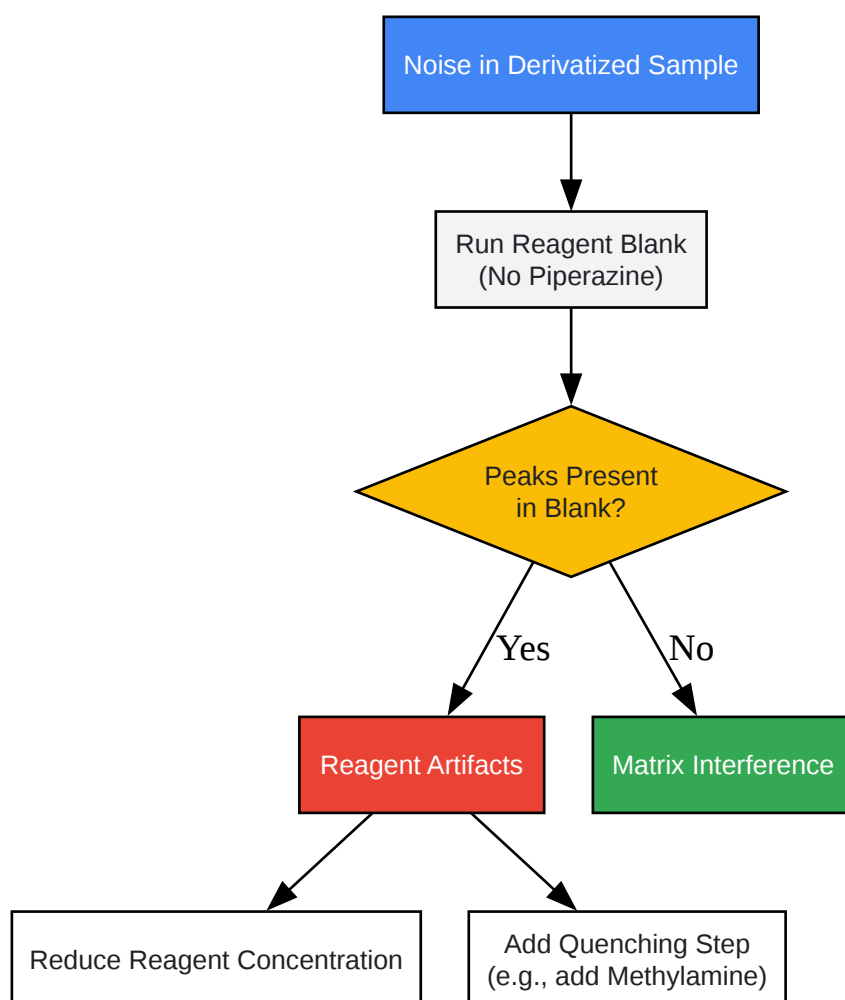 Noise in Derivatized Sample
Run Reagent Blank
(No Piperazine)
Peaks Present
in Blank?
Yes
No
Reagent Artifacts
Matrix Interference
Reduce Reagent Concentration
Add Quenching Step
(e.g., add Methylamine)